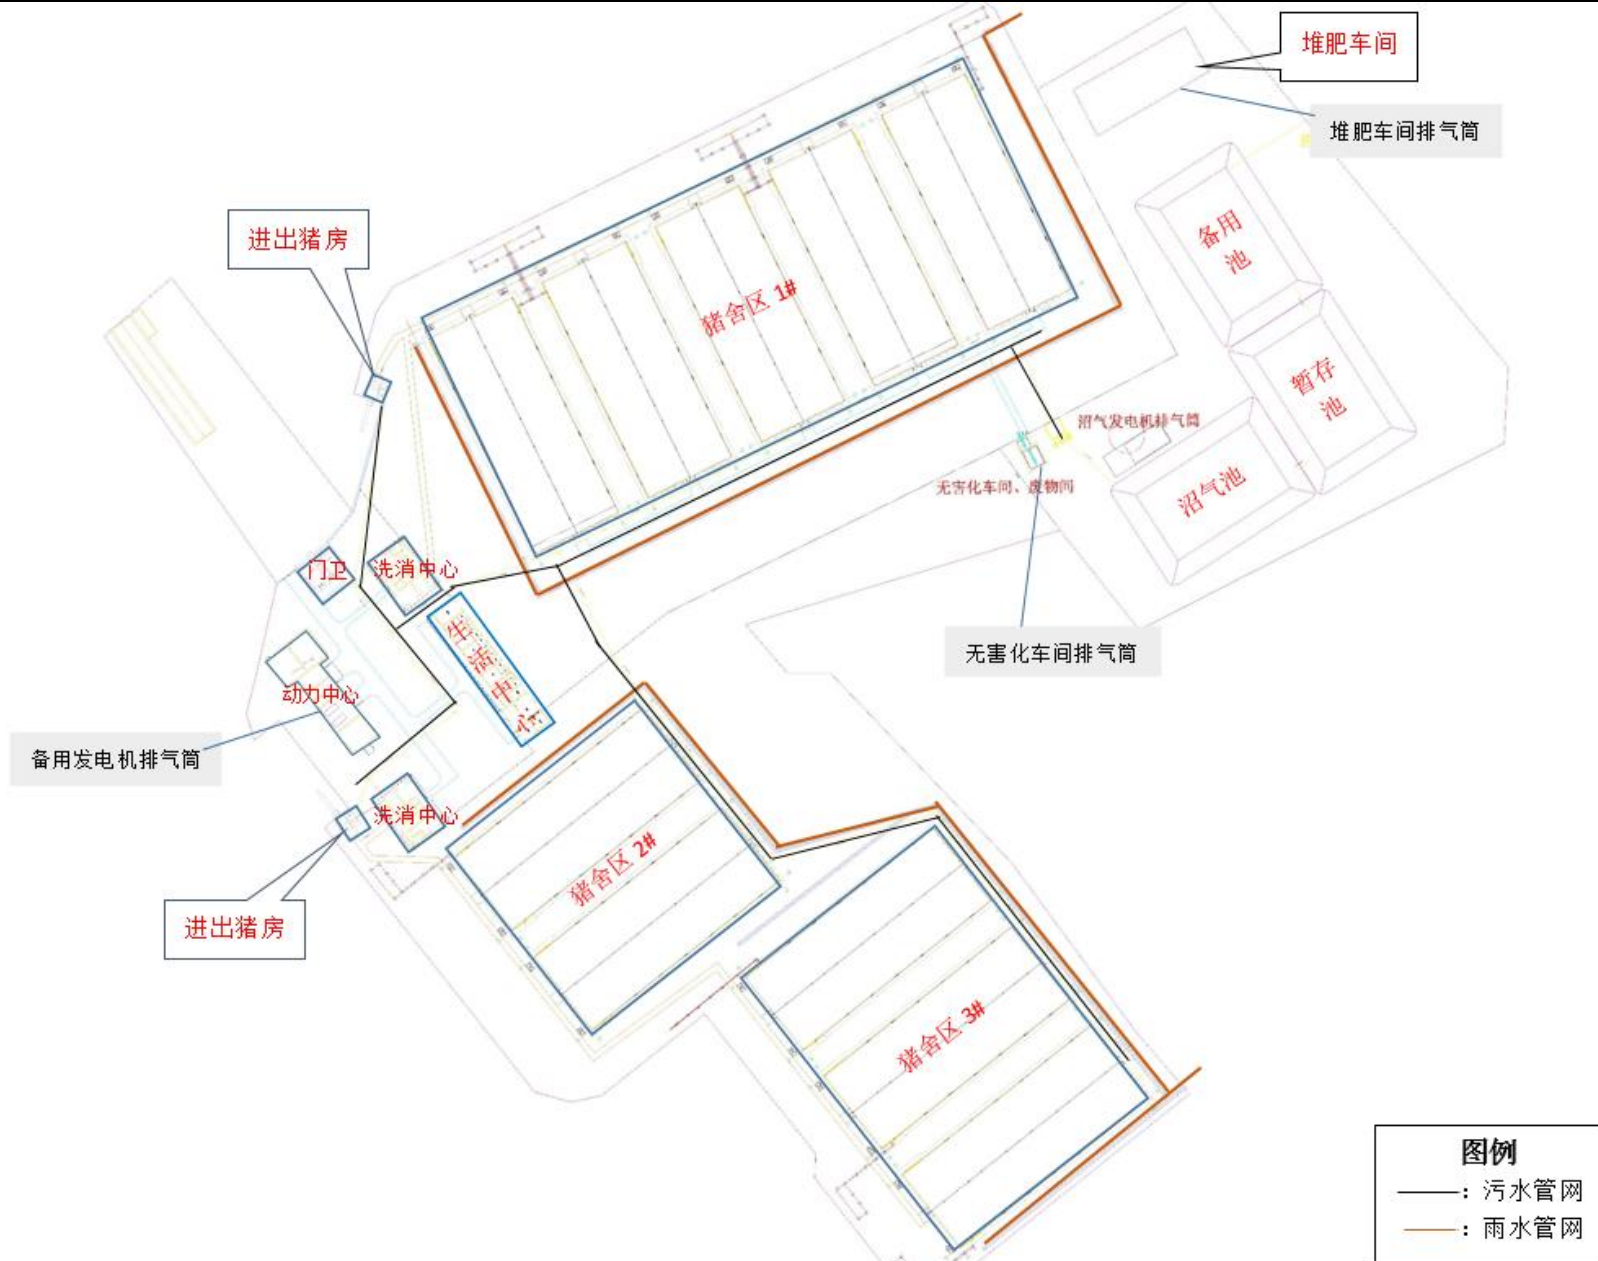 堆肥车间
堆肥车间排气筒
进出猪房
备用
池
猪舍区 1#
暂存
池
沼气发电机排气筒
沼气池
无害化车间、废物间
门卫
洗消中心
生
活
中
心
无害化车间排气筒
动力中心
备用发电机排气筒
洗消中心
猪舍区 2#
进出猪房
猪舍区 3#
图例
：污水管网
：雨水管网